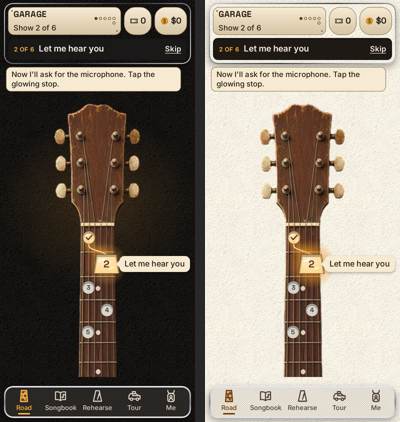 GARAGE
Show 2 of 6
0
$0
2 OF 6 Let me hear you Skip
Now I'll ask for the microphone. Tap the
glowing stop.
2 Let me hear you
3
4
5
Road Songbook Rehearse Tour Me
GARAGE
Show 2 of 6
0
$0
2 OF 6 Let me hear you Skip
Now I'll ask for the microphone. Tap the
glowing stop.
2 Let me hear you
3
4
5
Road Songbook Rehearse Tour Me